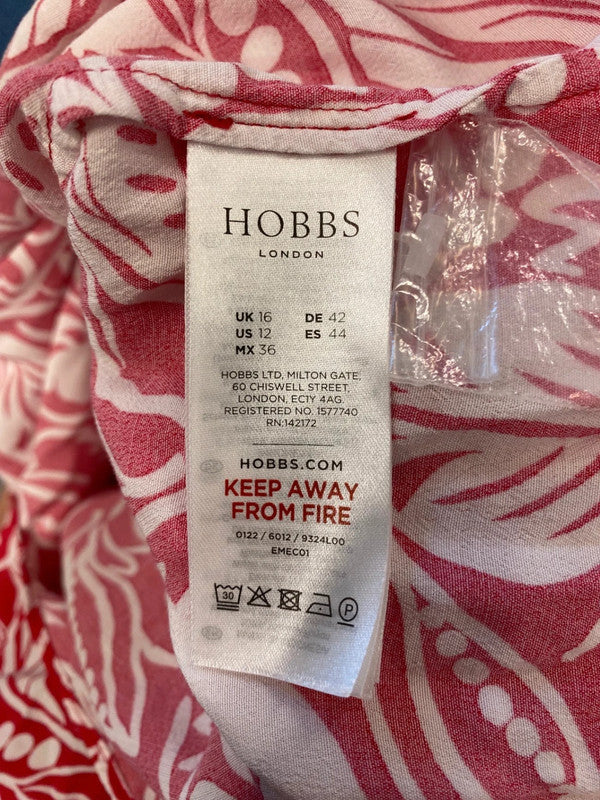 HOBBS
LONDON
UK 16 DE 42
US 12 ES 44
MX 36
HOBBS LTD, MILTON GATE,
60 CHISWELL STREET,
LONDON, EC1Y 4AG.
REGISTERED NO. 1577740
RN:142172
HOBBS.COM
KEEP AWAY
FROM FIRE
0122 / 6012 / 9324L00
EMEC01
30
P